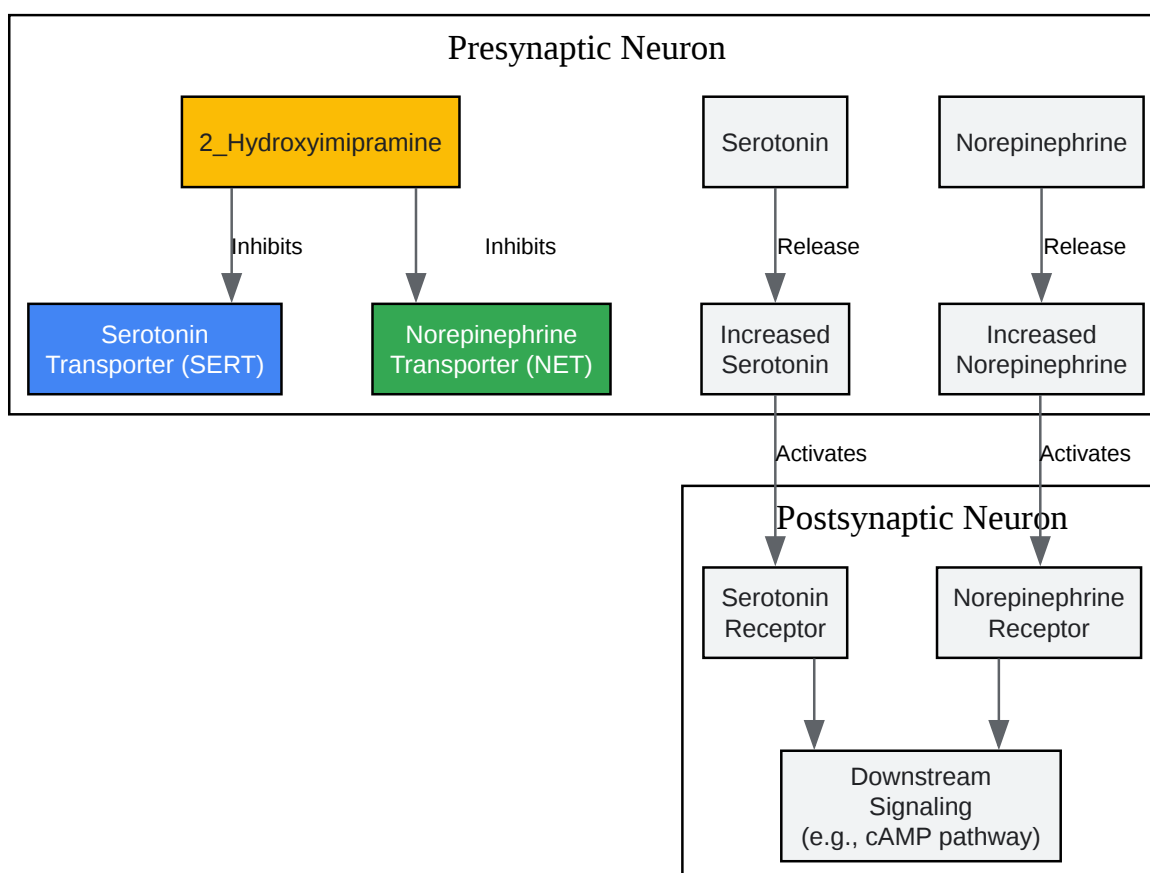 Presynaptic Neuron
2_Hydroxyimipramine
Serotonin
Norepinephrine
Inhibits
Inhibits
Release
Release
Serotonin
Transporter (SERT)
Norepinephrine
Transporter (NET)
Increased
Serotonin
Increased
Norepinephrine
Activates
Activates
Postsynaptic Neuron
Serotonin
Receptor
Norepinephrine
Receptor
Downstream
Signaling
(e.g., cAMP pathway)